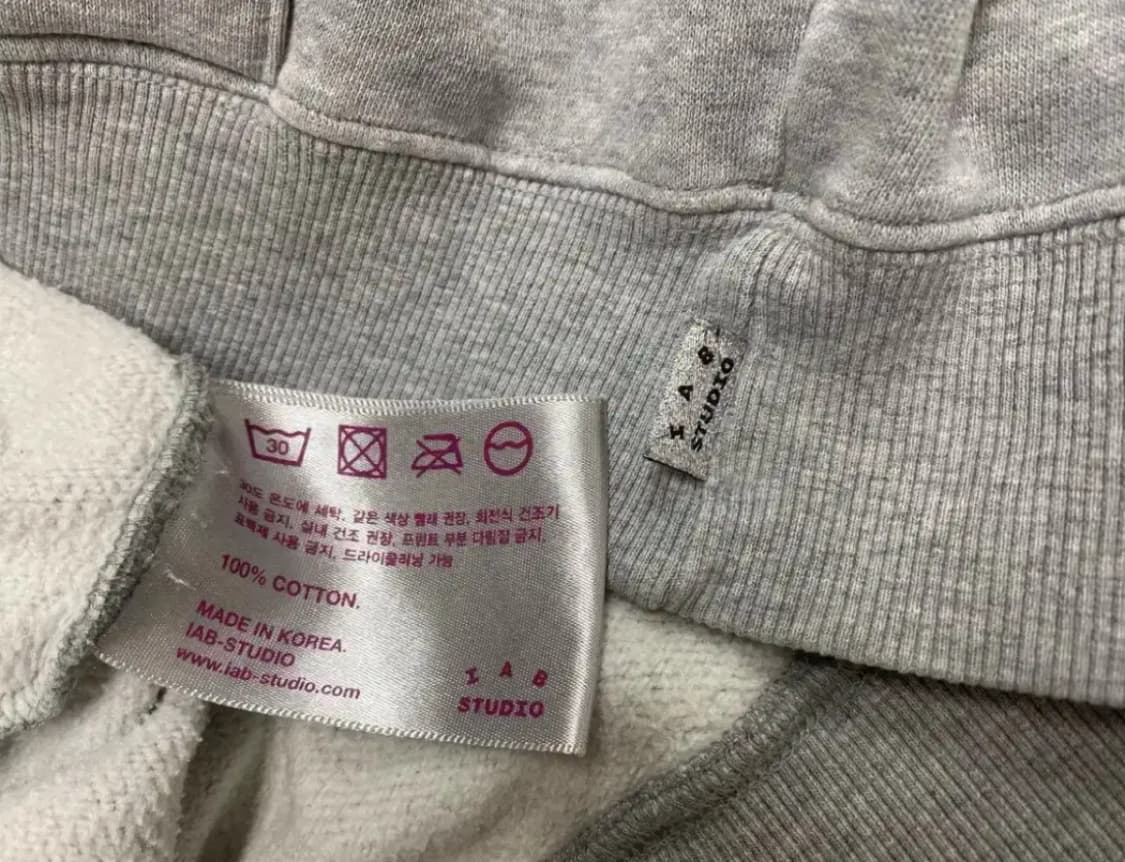 30
30도 온도에 세탁. 같은 색상 빨래 권장, 회전식 건조기
사용 금지, 실내 건조 권장, 프린트 부분 다림질 금지,
표백제 사용 금지, 드라이클리닝 가능
100% COTTON.
MADE IN KOREA.
IAB-STUDIO
www.iab-studio.com
I A B
STUDIO
I A B
STUDIO